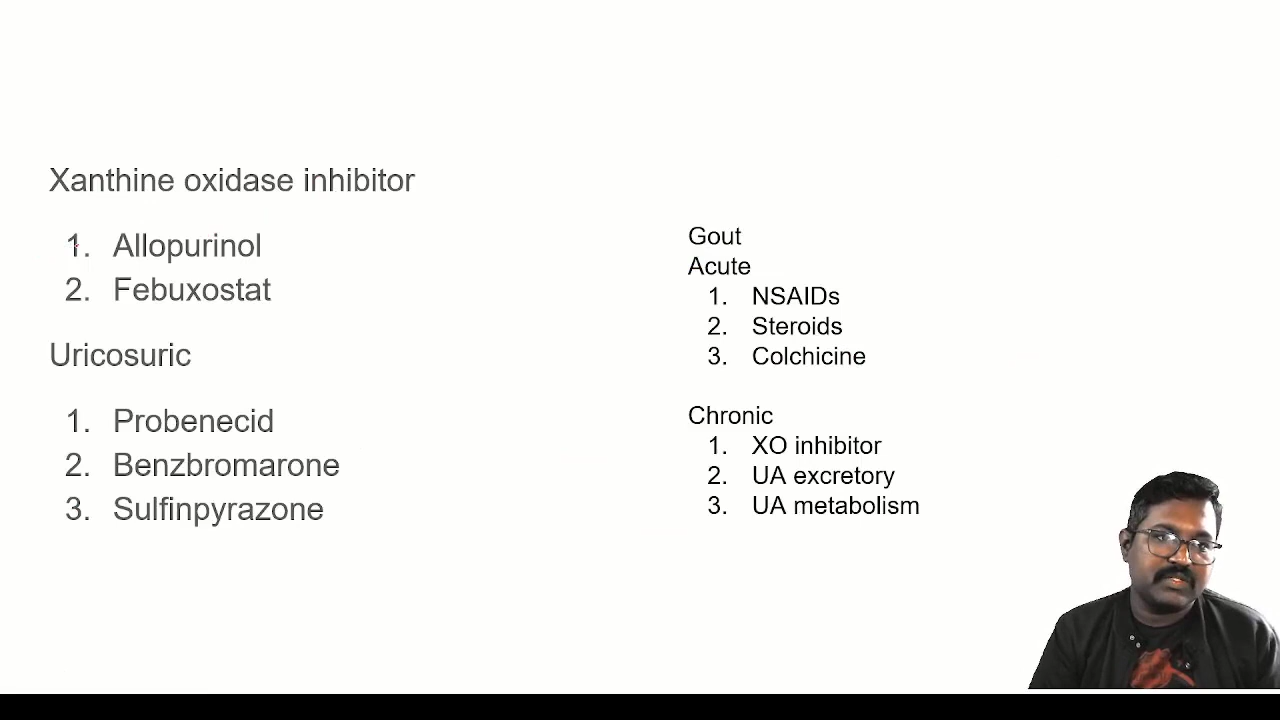 Xanthine oxidase inhibitor
1. Allopurinol
2. Febuxostat
Uricosuric
1. Probenecid
2. Benzbromarone
3. Sulfinpyrazone
Gout
Acute
1. NSAIDs
2. Steroids
3. Colchicine
Chronic
1. XO inhibitor
2. UA excretory
3. UA metabolism